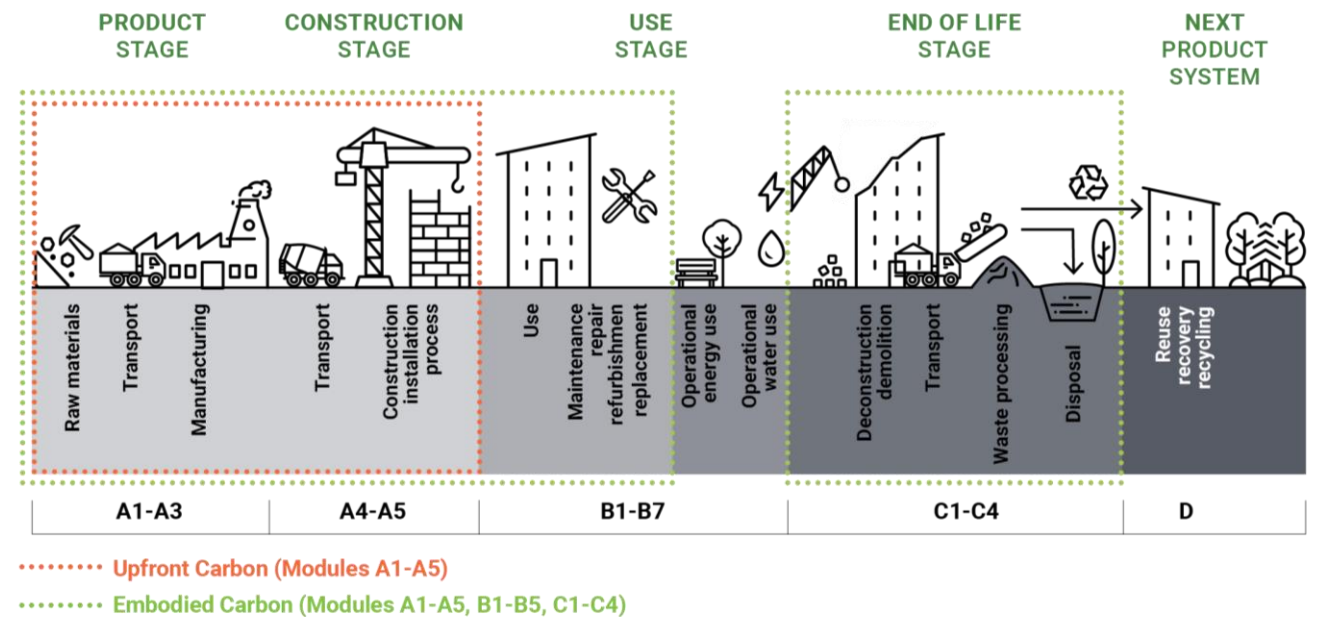 PRODUCT
STAGE
CONSTRUCTION
STAGE
USE
STAGE
END OF LIFE
STAGE
NEXT
PRODUCT
SYSTEM
Raw materials
Transport
Manufacturing
Transport
Construction
installation
process
Use
Maintenance
repair
refurbishmen
replacement
Operational
energy use
Operational
water use
Deconstruction
demolition
Transport
Waste processing
Disposal
Reuse
recovery
recycling
A1-A3
A4-A5
B1-B7
C1-C4
D
Upfront Carbon (Modules A1-A5)
Embodied Carbon (Modules A1-A5, B1-B5, C1-C4)